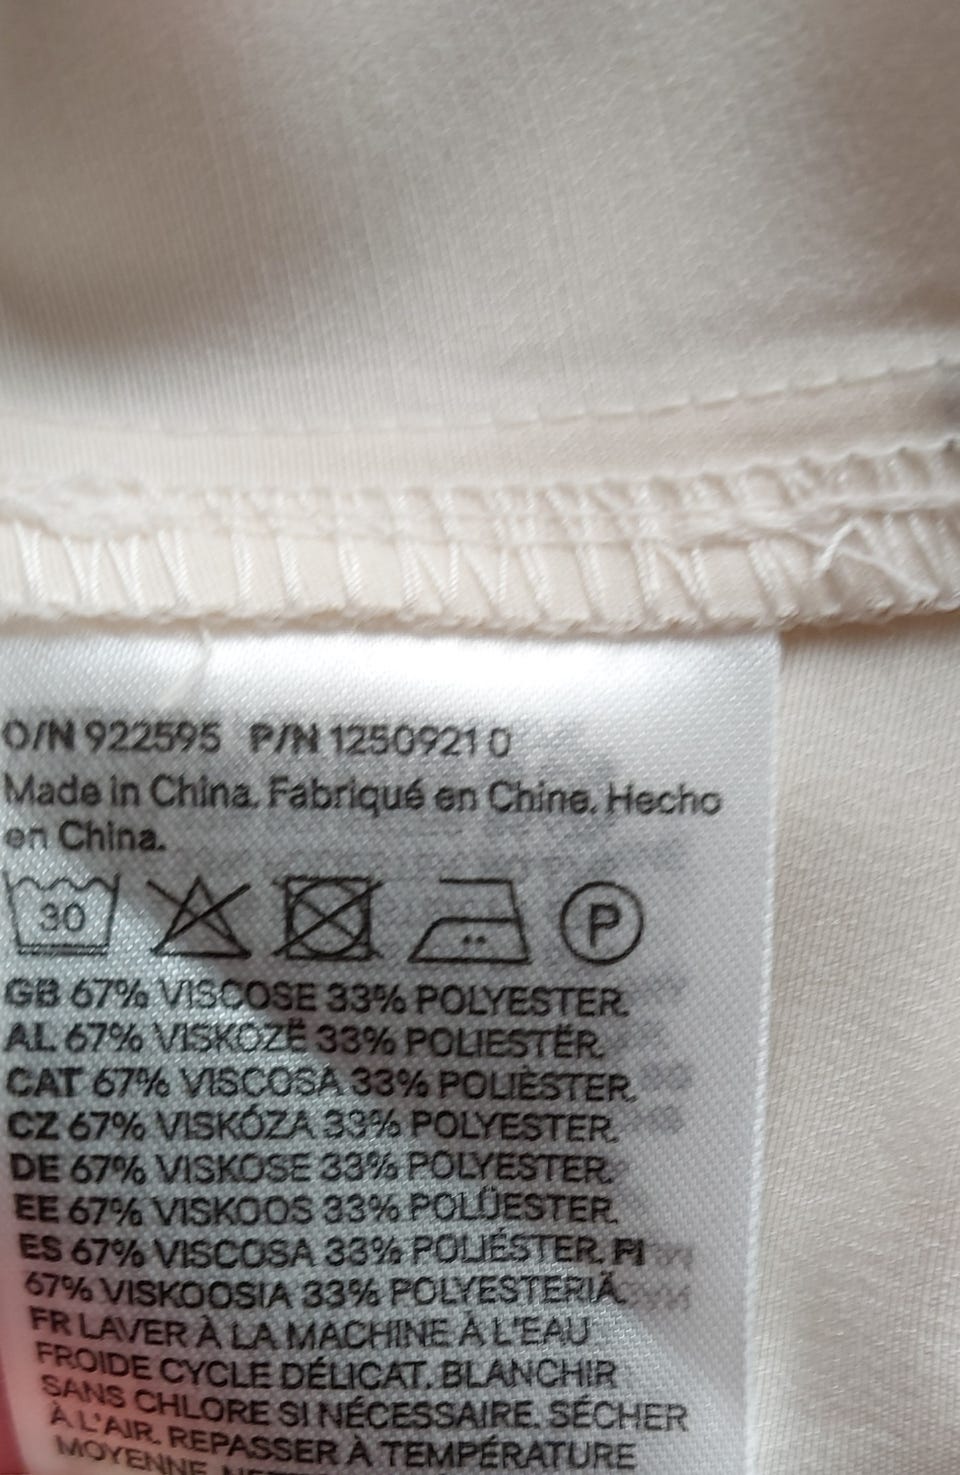 O/N 922595 P/N 1250921 0
Made in China. Fabriqué en Chine. Hecho
en China.
30 P
GB 67% VISCOSE 33% POLYESTER.
AL 67% VISKOZË 33% POLIESTËR.
CAT 67% VISCOSA 33% POLIÈSTER.
CZ 67% VISKÓZA 33% POLYESTER.
DE 67% VISKOSE 33% POLYESTER.
EE 67% VISKOOS 33% POLÜESTER.
ES 67% VISCOSA 33% POLIÉSTER. FI
67% VISKOOSIA 33% POLYESTERIÄ.
FR LAVER À LA MACHINE À L'EAU
FROIDE CYCLE DÉLICAT. BLANCHIR
SANS CHLORE SI NÉCESSAIRE. SÉCHER
À L'AIR. REPASSER À TEMPÉRATURE
MOYENNE.